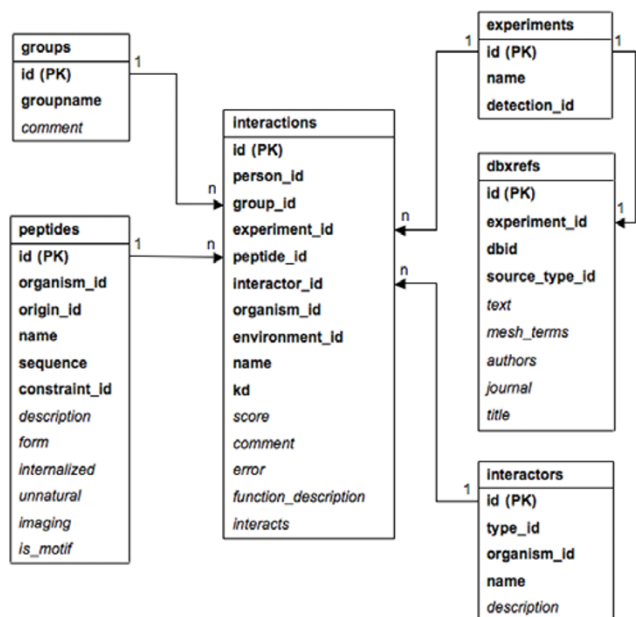 groups
id (PK)
groupname
comment
1
n
peptides
id (PK)
organism_id
origin_id
name
sequence
constraint_id
description
form
internalized
unnatural
imaging
is_motif
1
n
interactions
id (PK)
person_id
group_id
experiment_id
peptide_id
interactor_id
organism_id
environment_id
name
kd
score
comment
error
function_description
interacts
1
n
experiments
id (PK)
name
detection_id
1
1
dbxrefs
id (PK)
experiment_id
dbid
source_type_id
text
mesh_terms
authors
journal
title
n
1
interactors
id (PK)
type_id
organism_id
name
description